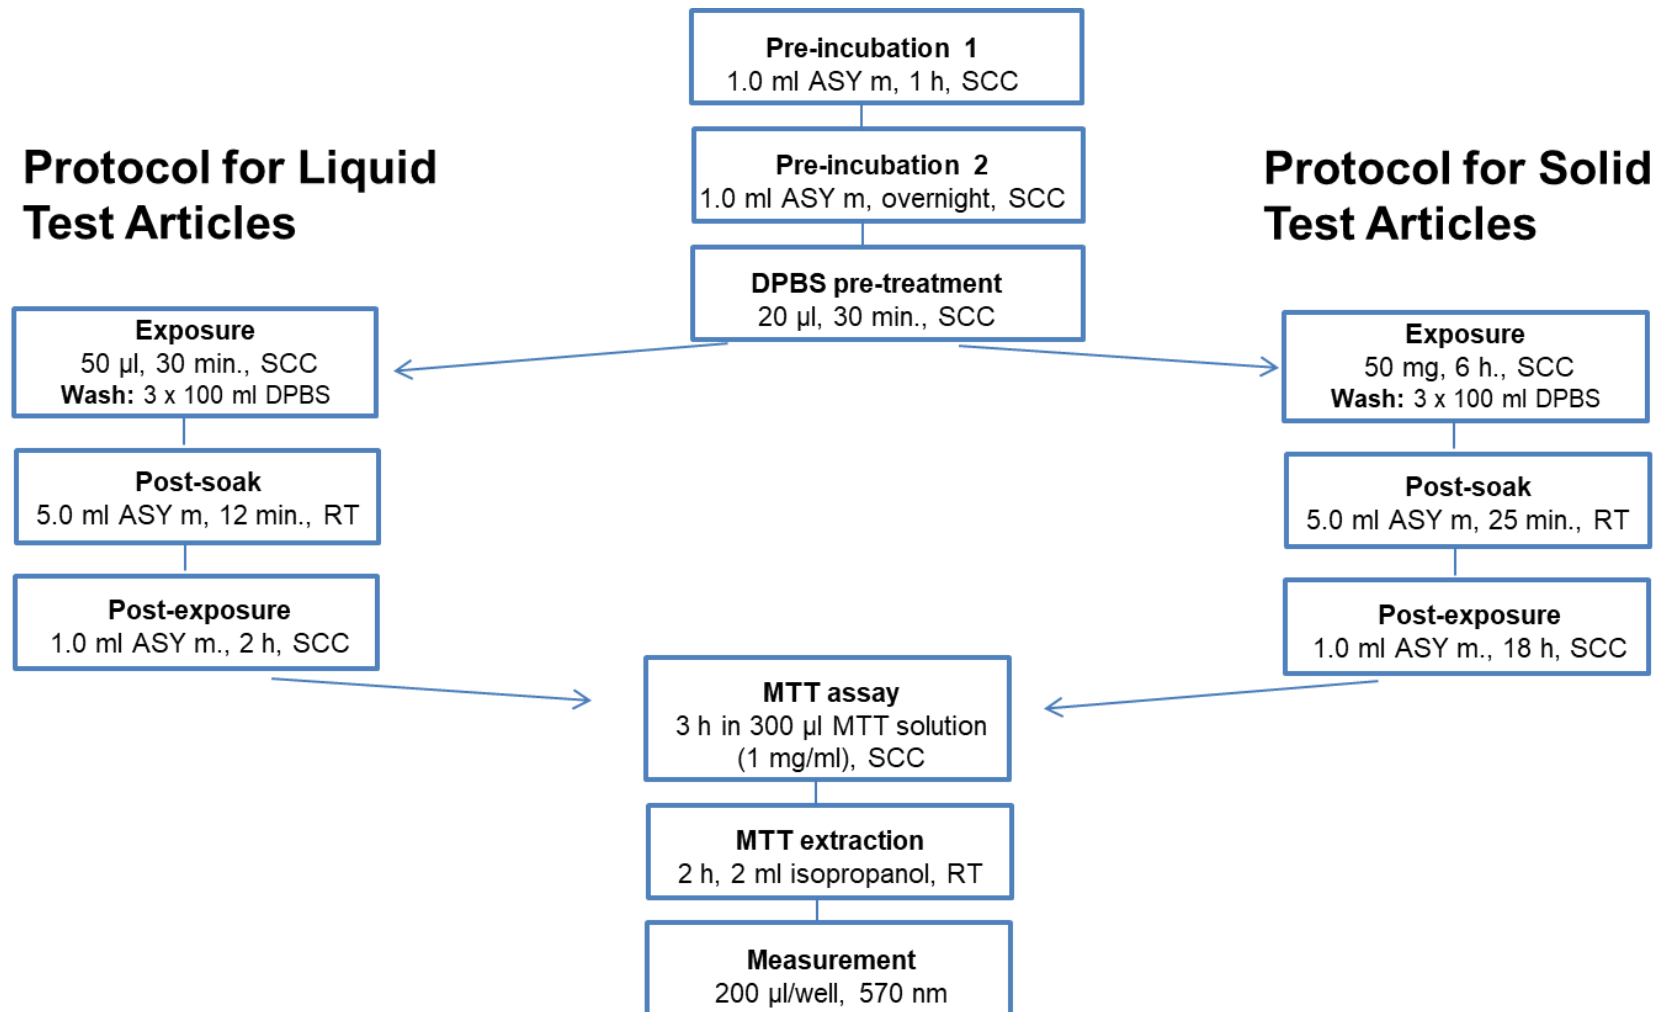 Pre-incubation 1
1.0 ml ASY m, 1 h, SCC
Pre-incubation 2
1.0 ml ASY m, overnight, SCC
DPBS pre-treatment
20 µl, 30 min., SCC
Protocol for Liquid
Test Articles
Exposure
50 µl, 30 min., SCC
Wash: 3 x 100 ml DPBS
Post-soak
5.0 ml ASY m, 12 min., RT
Post-exposure
1.0 ml ASY m., 2 h, SCC
Protocol for Solid
Test Articles
Exposure
50 mg, 6 h., SCC
Wash: 3 x 100 ml DPBS
Post-soak
5.0 ml ASY m, 25 min., RT
Post-exposure
1.0 ml ASY m., 18 h, SCC
MTT assay
3 h in 300 µl MTT solution
(1 mg/ml), SCC
MTT extraction
2 h, 2 ml isopropanol, RT
Measurement
200 µl/well, 570 nm